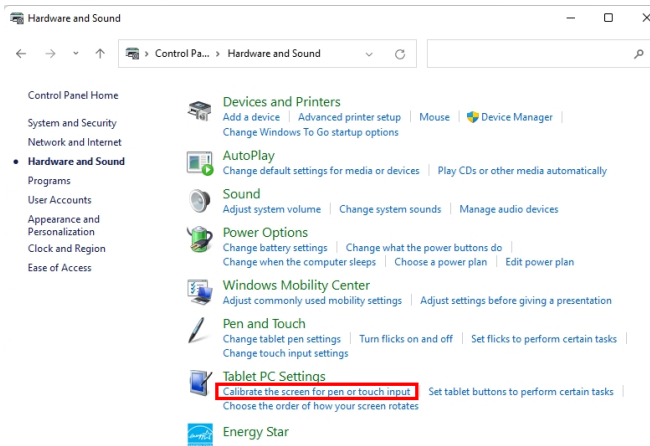 Hardware and Sound
Control Pa... › Hardware and Sound
Control Panel Home
System and Security
Network and Internet
Hardware and Sound
Programs
User Accounts
Appearance and
Personalization
Clock and Region
Ease of Access
Devices and Printers
Add a device Advanced printer setup Mouse Device Manager
Change Windows To Go startup options
AutoPlay
Change default settings for media or devices Play CDs or other media automatically
Sound
Adjust system volume Change system sounds Manage audio devices
Power Options
Change battery settings Change what the power buttons do
Change when the computer sleeps Choose a power plan Edit power plan
Windows Mobility Center
Adjust commonly used mobility settings Adjust settings before giving a presentation
Pen and Touch
Change tablet pen settings Turn flicks on and off Set flicks to perform certain tasks
Change touch input settings
Tablet PC Settings
Calibrate the screen for pen or touch input Set tablet buttons to perform certain tasks
Choose the order of how your screen rotates
Energy Star